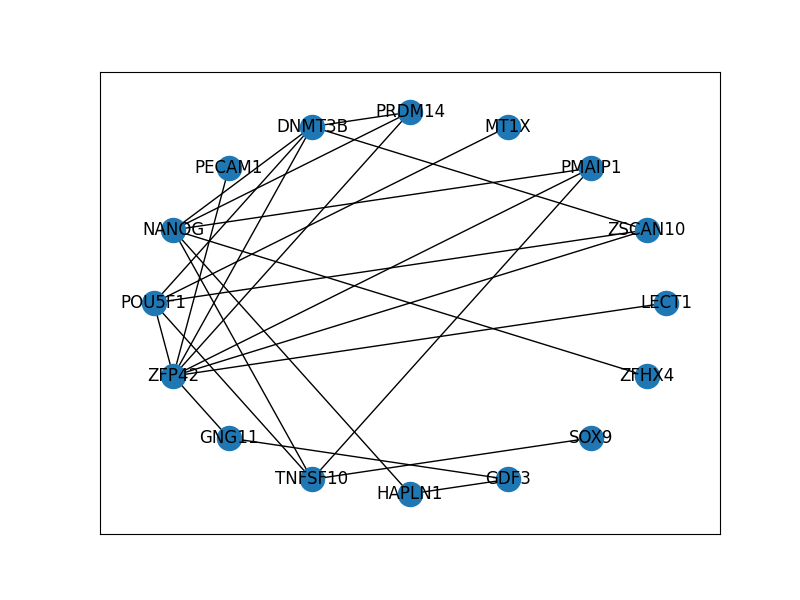 PRDM14
DNMT3B
MT1X
PECAM1
PMAIP1
NANOG
ZSCAN10
POU5F1
LECT1
ZFP42
ZFHX4
GNG11
SOX9
TNFSF10
GDF3
HAPLN1